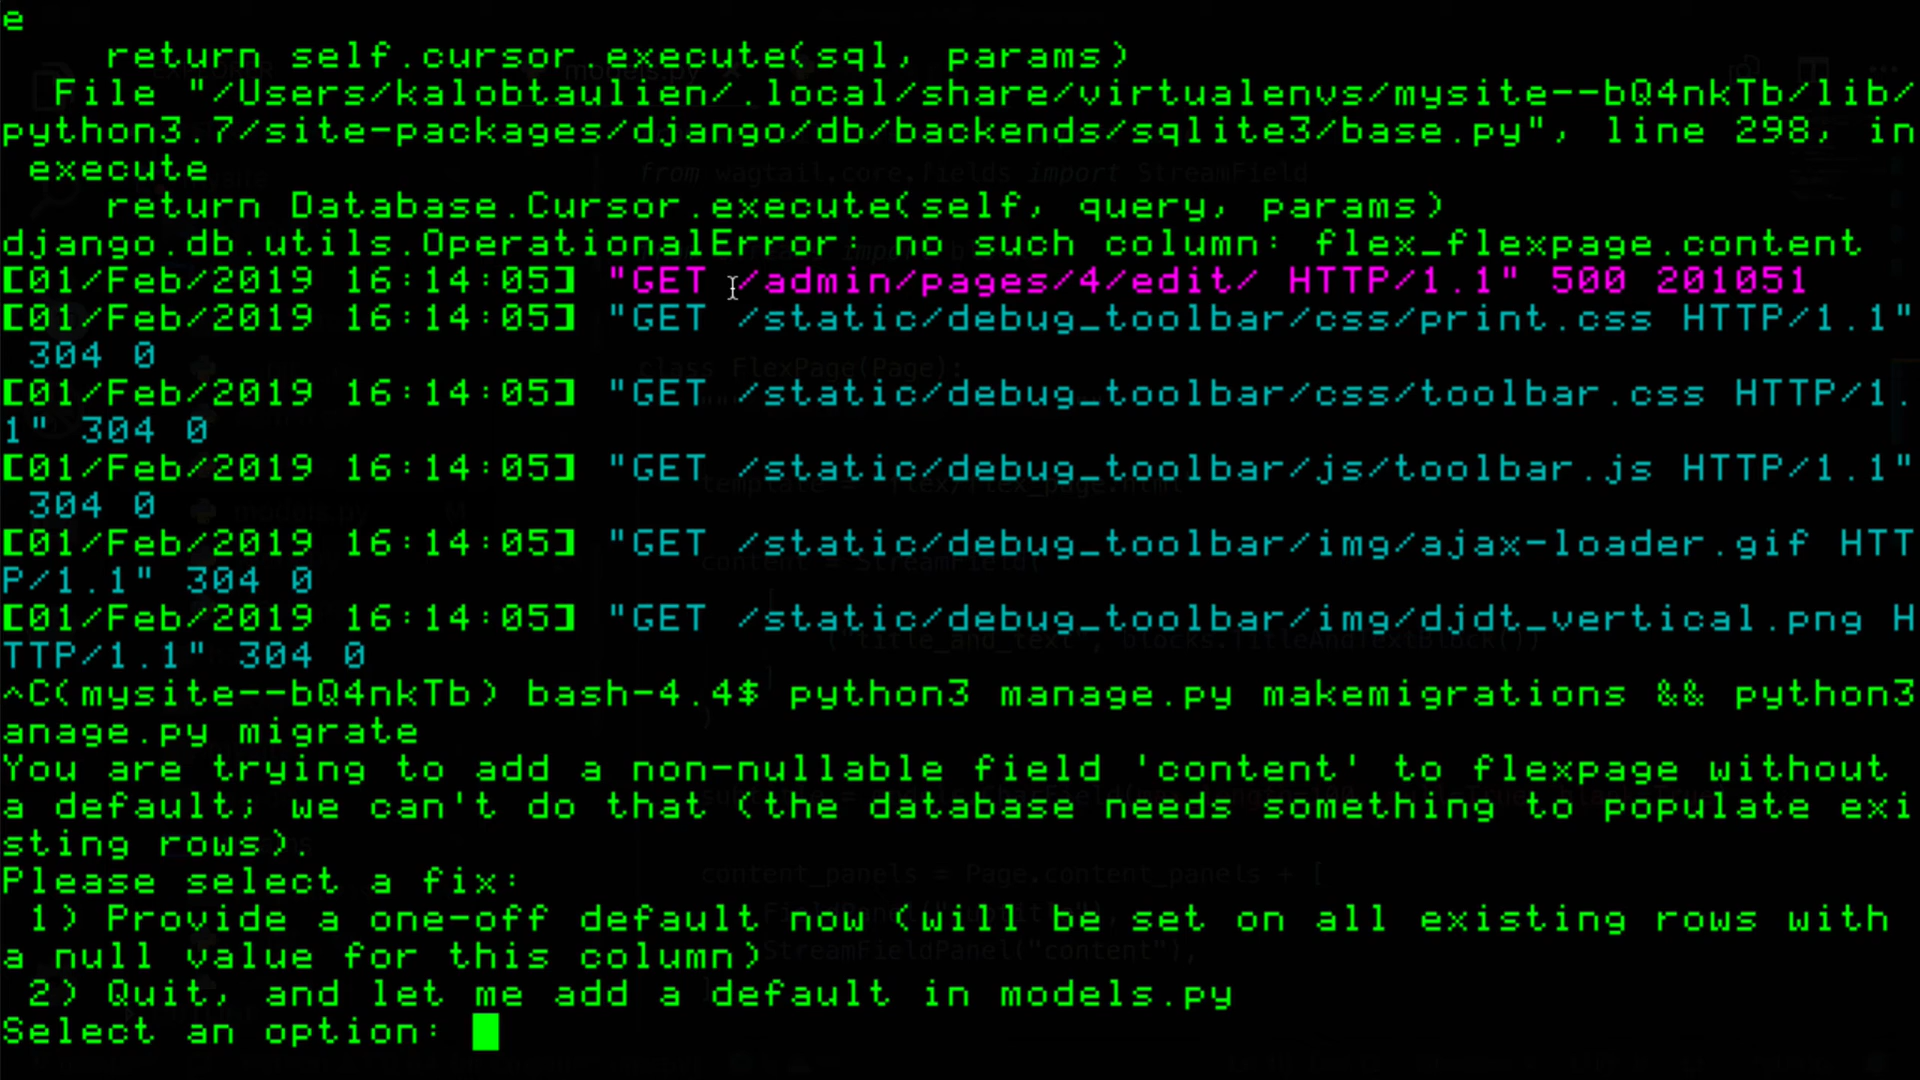 e
return self.cursor.execute(sql, params)
File "/Users/kalobtaulien/.local/share/virtualenvs/mysite--bQ4nkTb/lib/
python3.7/site-packages/django/db/backends/sqlite3/base.py", line 298, in
execute
return Database.Cursor.execute(self, query, params)
django.db.utils.OperationalError: no such column: flex_flexpage.content
[01/Feb/2019 16:14:05] "GET /admin/pages/4/edit/ HTTP/1.1" 500 201051
[01/Feb/2019 16:14:05] "GET /static/debug_toolbar/css/print.css HTTP/1.1"
304 0
[01/Feb/2019 16:14:05] "GET /static/debug_toolbar/css/toolbar.css HTTP/1.
1" 304 0
[01/Feb/2019 16:14:05] "GET /static/debug_toolbar/js/toolbar.js HTTP/1.1"
304 0
[01/Feb/2019 16:14:05] "GET /static/debug_toolbar/img/ajax-loader.gif HTT
P/1.1" 304 0
[01/Feb/2019 16:14:05] "GET /static/debug_toolbar/img/djdt_vertical.png H
TTP/1.1" 304 0
^C(mysite--bQ4nkTb) bash-4.4$ python3 manage.py makemigrations && python3
anage.py migrate
You are trying to add a non-nullable field 'content' to flexpage without
a default; we can't do that (the database needs something to populate exi
sting rows).
Please select a fix:
1) Provide a one-off default now (will be set on all existing rows with
a null value for this column)
2) Quit, and let me add a default in models.py
Select an option: